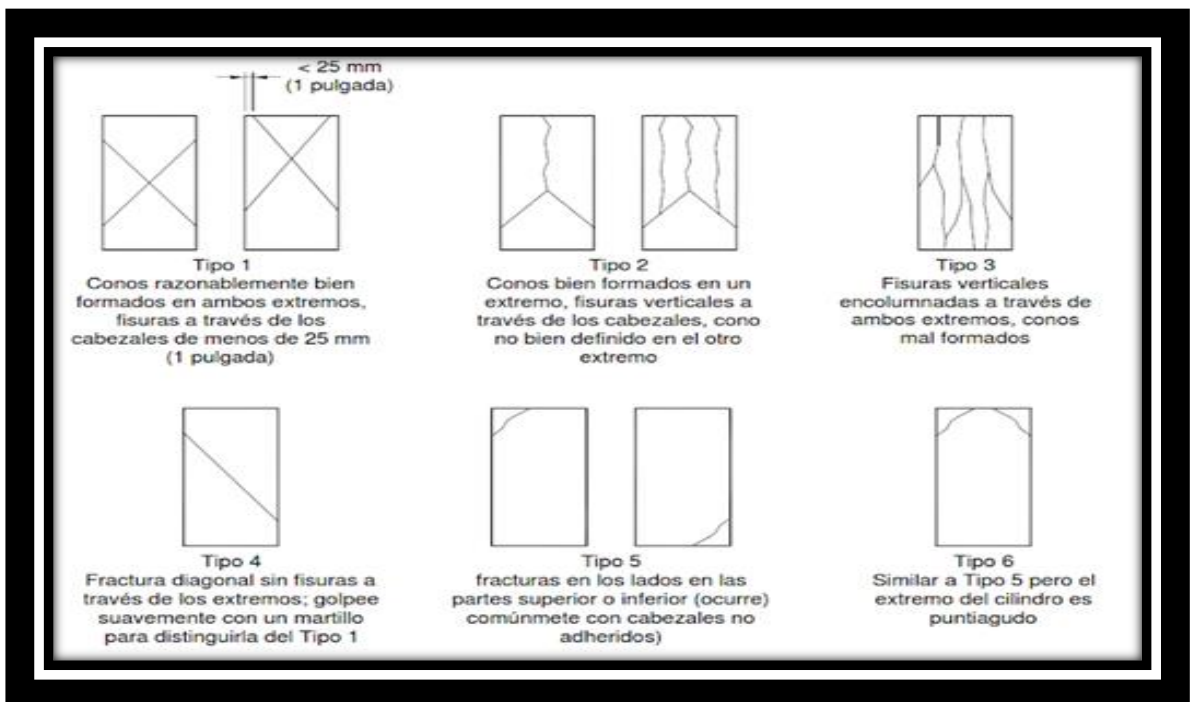 < 25 mm
(1 pulgada)
Tipo 1
Conos razonablemente bien
formados en ambos extremos,
fisuras a través de los
cabezales de menos de 25 mm
(1 pulgada)
Tipo 2
Conos bien formados en un
extremo, fisuras verticales a
través de los cabezales, cono
no bien definido en el otro
extremo
Tipo 3
Fisuras verticales
encolumnadas a través de
ambos extremos, conos
mal formados
Tipo 4
Fractura diagonal sin fisuras a
través de los extremos; golpee
suavemente con un martillo
para distinguirla del Tipo 1
Tipo 5
fracturas en los lados en las
partes superior o inferior (ocurre)
comúnmete con cabezales no
adheridos)
Tipo 6
Similar a Tipo 5 pero el
extremo del cilindro es
puntiagudo